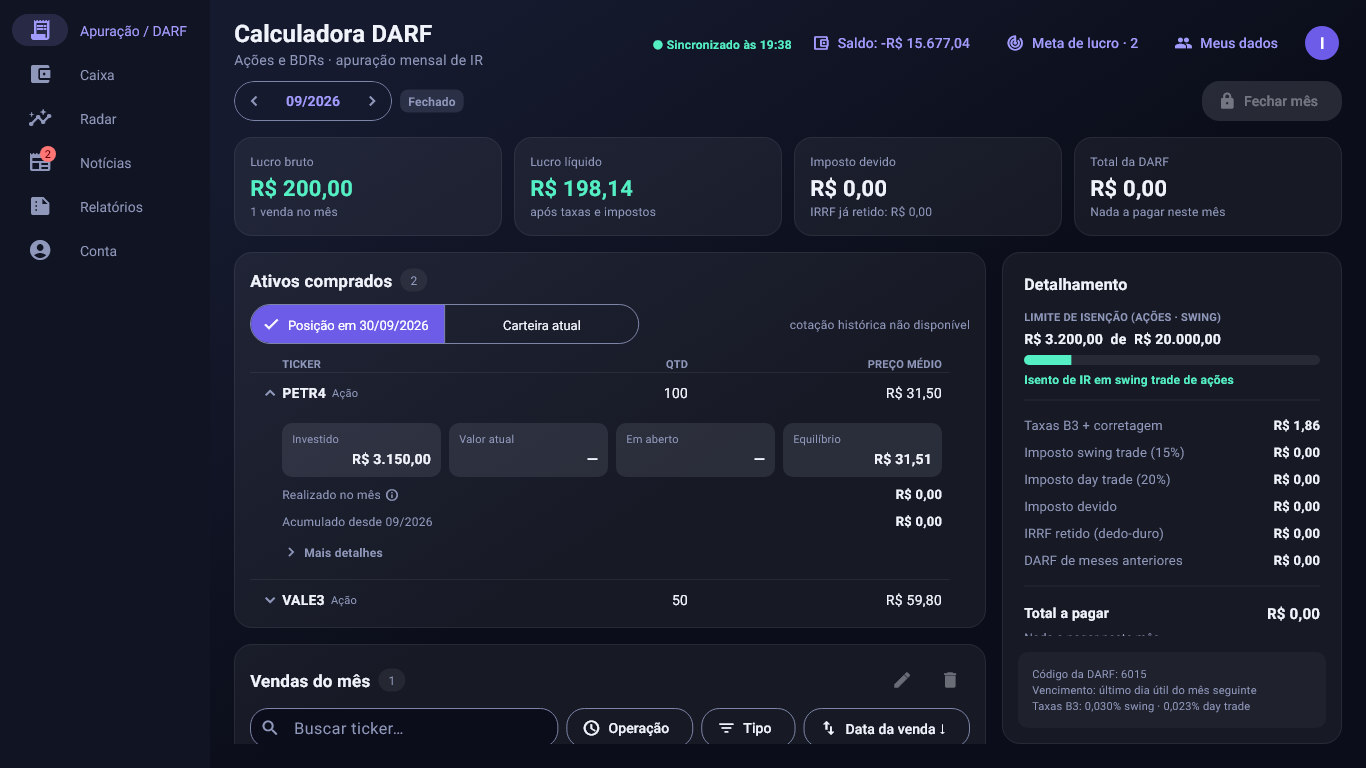 Apuração / DARF
Caixa
Radar
2
Notícias
Relatórios
Conta
Calculadora DARF
Ações e BDRs · apuração mensal de IR
Sincronizado às 19:38
Saldo: -R$ 15.677,04
Meta de lucro · 2
Meus dados
I
09/2026
Fechado
Fechar mês
Lucro bruto
R$ 200,00
1 venda no mês
Lucro líquido
R$ 198,14
após taxas e impostos
Imposto devido
R$ 0,00
IRRF já retido: R$ 0,00
Total da DARF
R$ 0,00
Nada a pagar neste mês
Ativos comprados 2
Posição em 30/09/2026
Carteira atual
cotação histórica não disponível
TICKER QTD PREÇO MÉDIO
PETR4 Ação 100 R$ 31,50
Investido
R$ 3.150,00
Valor atual
—
Em aberto
—
Equilíbrio
R$ 31,51
Realizado no mês R$ 0,00
Acumulado desde 09/2026 R$ 0,00
Mais detalhes
VALE3 Ação 50 R$ 59,80
Vendas do mês 1
Buscar ticker...
Operação
Tipo
Data da venda ↓
Detalhamento
LIMITE DE ISENÇÃO (AÇÕES · SWING)
R$ 3.200,00 de R$ 20.000,00
Isento de IR em swing trade de ações
Taxas B3 + corretagem R$ 1,86
Imposto swing trade (15%) R$ 0,00
Imposto day trade (20%) R$ 0,00
Imposto devido R$ 0,00
IRRF retido (dedo-duro) R$ 0,00
DARF de meses anteriores R$ 0,00
Total a pagar R$ 0,00
Nada a pagar neste mês
Código da DARF: 6015
Vencimento: último dia útil do mês seguinte
Taxas B3: 0,030% swing · 0,023% day trade